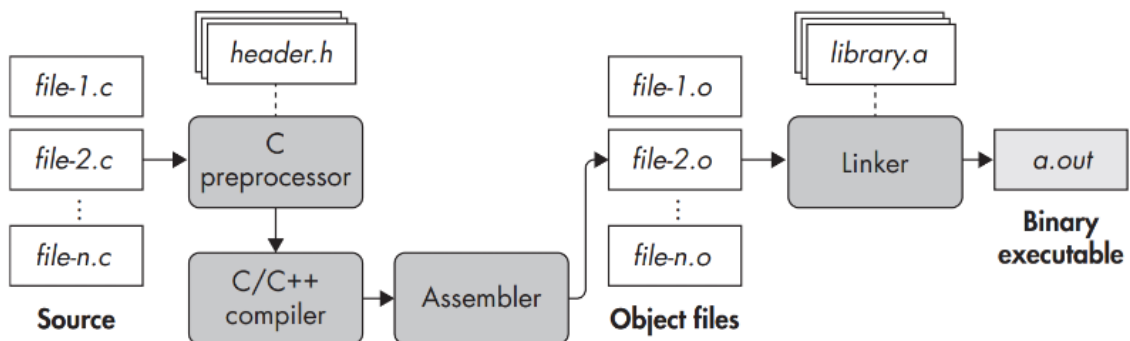 header.h
library.a
file-1.c
file-1.o
file-2.c
C
preprocessor
file-2.o
Linker
a.out
⋮
⋮
Binary
executable
file-n.c
C/C++
compiler
Assembler
file-n.o
Source
Object files